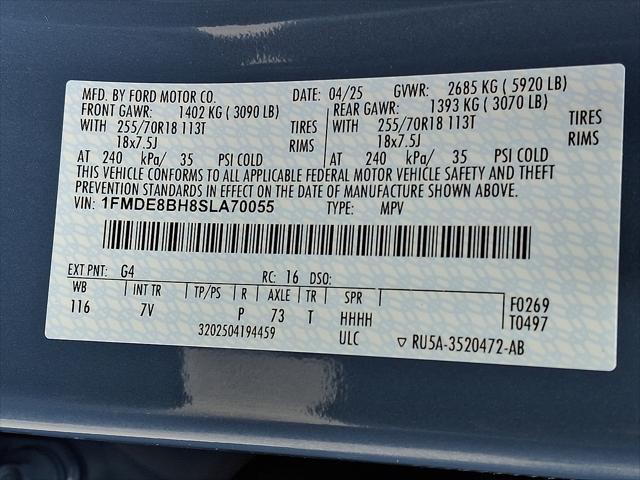 MFD. BY FORD MOTOR CO. DATE: 04/25 GVWR: 2685 KG ( 5920 LB)
FRONT GAWR: 1402 KG ( 3090 LB) REAR GAWR: 1393 KG ( 3070 LB)
WITH 255/70R18 113T TIRES WITH 255/70R18 113T TIRES
18x7.5J RIMS 18x7.5J RIMS
AT 240 kPa/ 35 PSI COLD AT 240 kPa/ 35 PSI COLD
THIS VEHICLE CONFORMS TO ALL APPLICABLE FEDERAL MOTOR VEHICLE SAFETY AND THEFT
PREVENTION STANDARDS IN EFFECT ON THE DATE OF MANUFACTURE SHOWN ABOVE.
VIN: 1FMDE8BH8SLA70055 TYPE: MPV
EXT PNT: G4 RC: 16 DSO:
WB INT TR TP/PS R AXLE TR SPR F0269
116 7V P 73 T HHHH T0497
3202504194459 ULC RU5A-3520472-AB